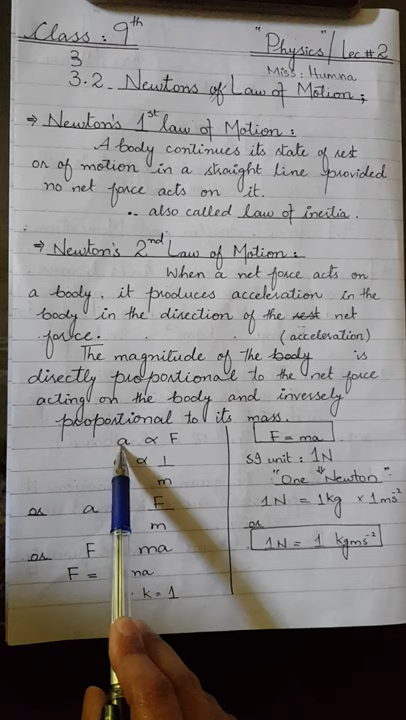 Class: 9th
"Physics" / Lec # 2
3
Miss: Humna
3.2. Newtons of Law of Motion;
⇒ Newton's 1st law of Motion:
A body continues its state of rest
or of motion in a straight line provided
no net force acts on it.
∴ also called law of inertia.
⇒ Newton's 2nd Law of Motion:
When a net force acts on
a body, it produces acceleration in the
body in the direction of the rest net
force.
(acceleration)
The magnitude of the body is
directly proportional to the net force
acting on the body and inversely
proportional to its mass.
a ∝ F
∝ 1
m
or a F
m
or F ma
F = ma
k = 1
F = ma
SI unit: 1N
⇓
"One Newton"
1N = 1kg × 1ms⁻²
or
1N = 1 kgms⁻²